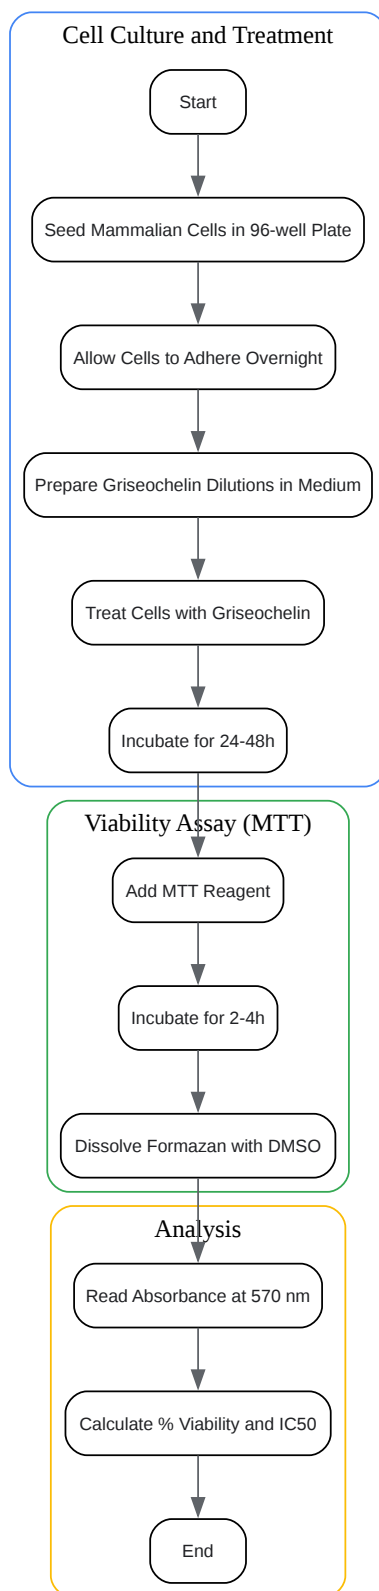 Cell Culture and Treatment
Start
Seed Mammalian Cells in 96-well Plate
Allow Cells to Adhere Overnight
Prepare Griseochelin Dilutions in Medium
Treat Cells with Griseochelin
Incubate for 24-48h
Viability Assay (MTT)
Add MTT Reagent
Incubate for 2-4h
Dissolve Formazan with DMSO
Analysis
Read Absorbance at 570 nm
Calculate % Viability and IC50
End